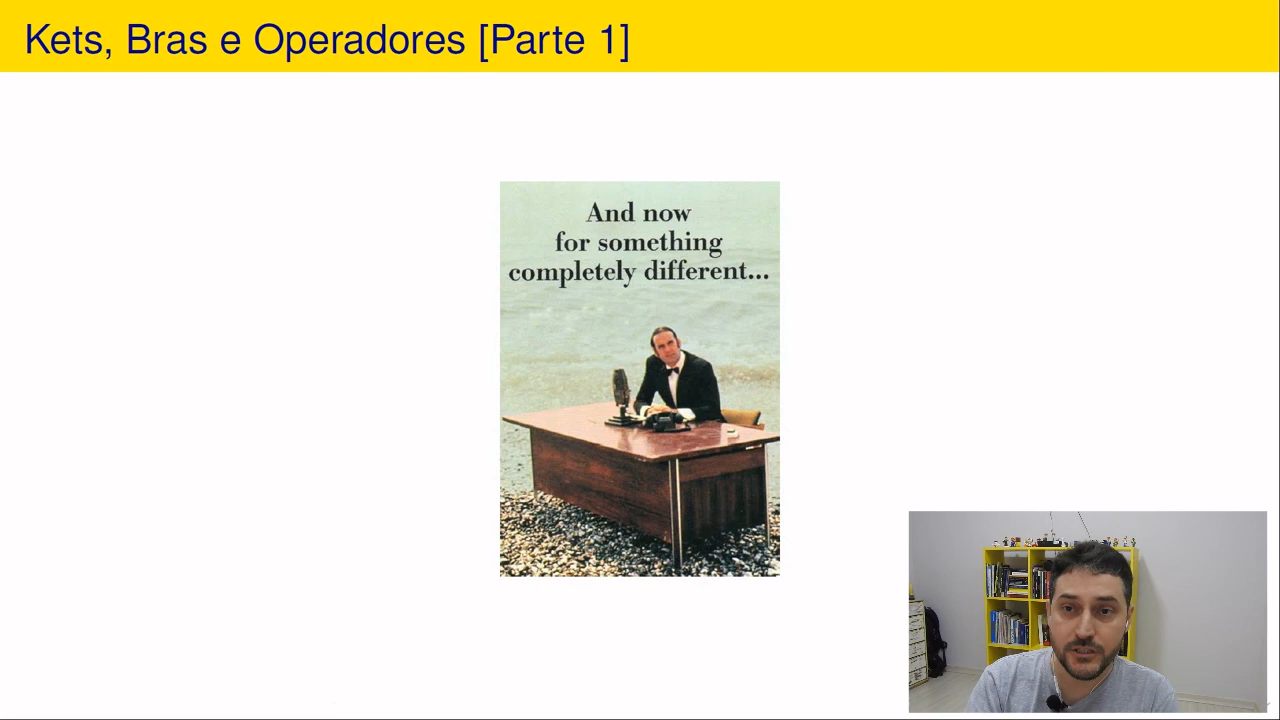 Kets, Bras e Operadores [Parte 1]
And now
for something
completely different...